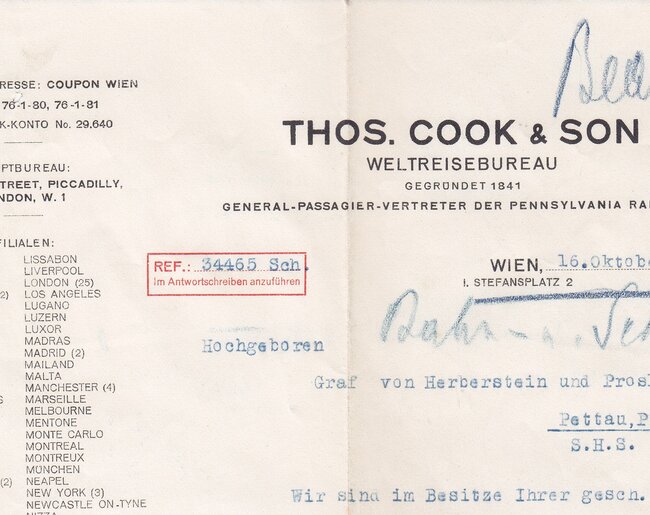 RESSE: COUPON WIEN
76-1-80, 76-1-81
K-KONTO No. 29,640
PTBUREAU:
STREET, PICCADILLY,
NDON, W. 1
FILIALEN:
LISSABON
LIVERPOOL
LONDON (25)
2) LOS ANGELES
LUGANO
LUZERN
LUXOR
MADRAS
MADRID (2)
MAILAND
MALTA
MANCHESTER (4)
S MARSEILLE
MELBOURNE
MENTONE
MONTE CARLO
MONTREAL
MONTREUX
MÜNCHEN
(2) NEAPEL
NEW YORK (3)
NEWCASTLE ON-TYNE
NIZZA
THOS. COOK & SON
WELTREISEBUREAU
GEGRÜNDET 1841
GENERAL-PASSAGIER-VERTRETER DER PENNSYLVANIA RA
REF.: 34465 Sch.
Im Antwortschreiben anzuführen
WIEN, 16.Oktobe
I. STEFANSPLATZ 2
Hochgeboren
Graf von Herberstein und Prosk
Pettau,P
S.H.S.
Wir sind im Besitze Ihrer gesch.